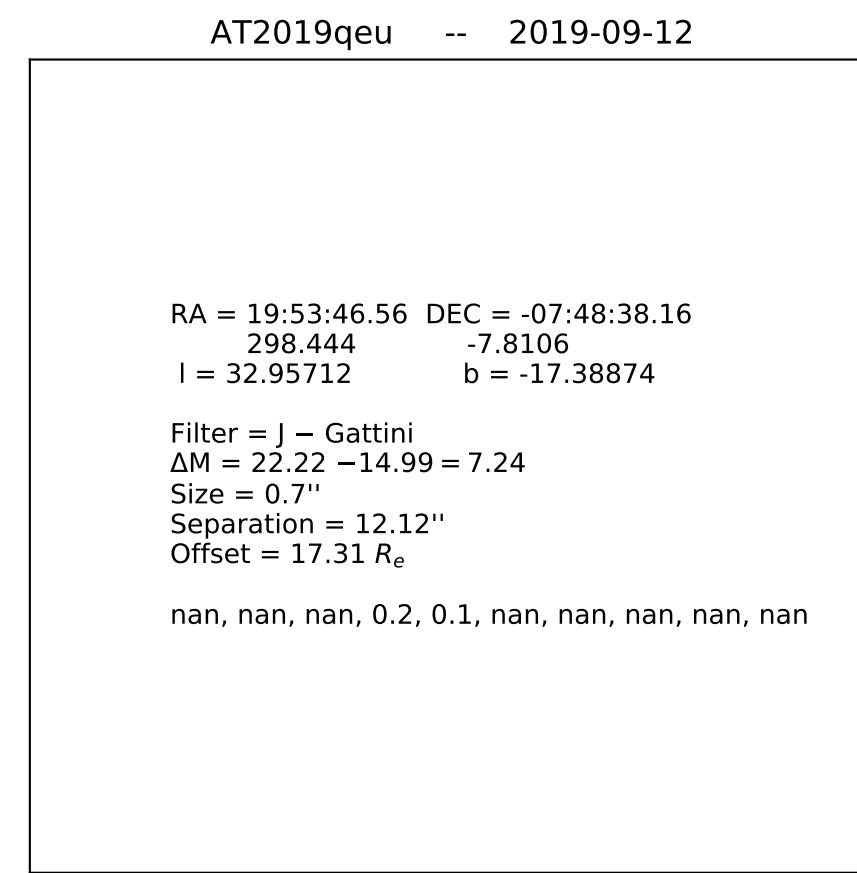 AT2019qeu -- 2019-09-12
RA = 19:53:46.56 DEC = -07:48:38.16
298.444 -7.8106
l = 32.95712 b = -17.38874
Filter = J − Gattini
ΔM = 22.22 −14.99 = 7.24
Size = 0.7''
Separation = 12.12''
Offset = 17.31 Re
nan, nan, nan, 0.2, 0.1, nan, nan, nan, nan, nan